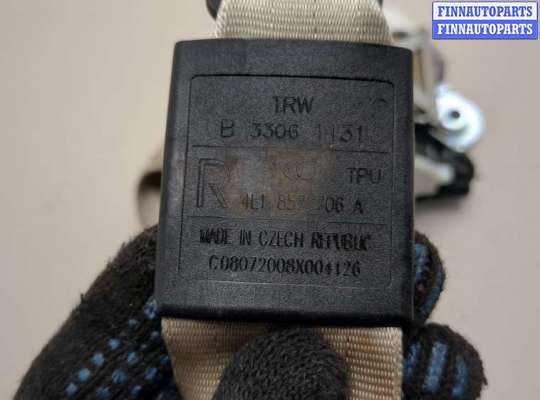 FINNAUTOPARTS
FINNAUTOPARTS
TRW
B 3306 1131
R TPU
A
MADE IN CZECH REPUBLIC
C08072008X004126